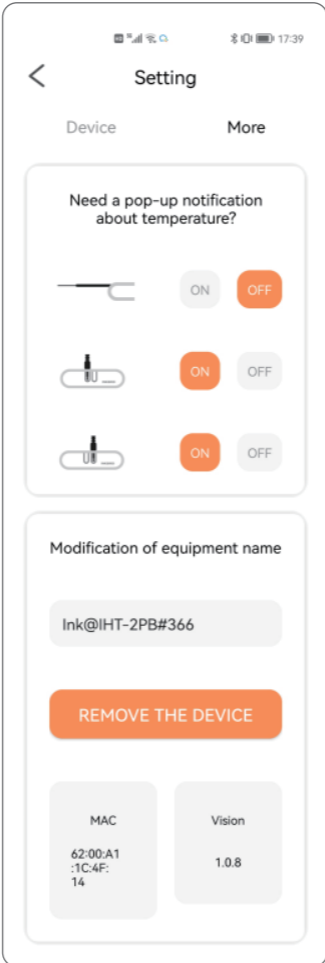 17:39
Setting
Device More
Need a pop-up notification
about temperature?
ON OFF
ON OFF
ON OFF
Modification of equipment name
Ink@IHT-2PB#366
REMOVE THE DEVICE
MAC
62:00:A1
:1C:4F:
14
Vision
1.0.8